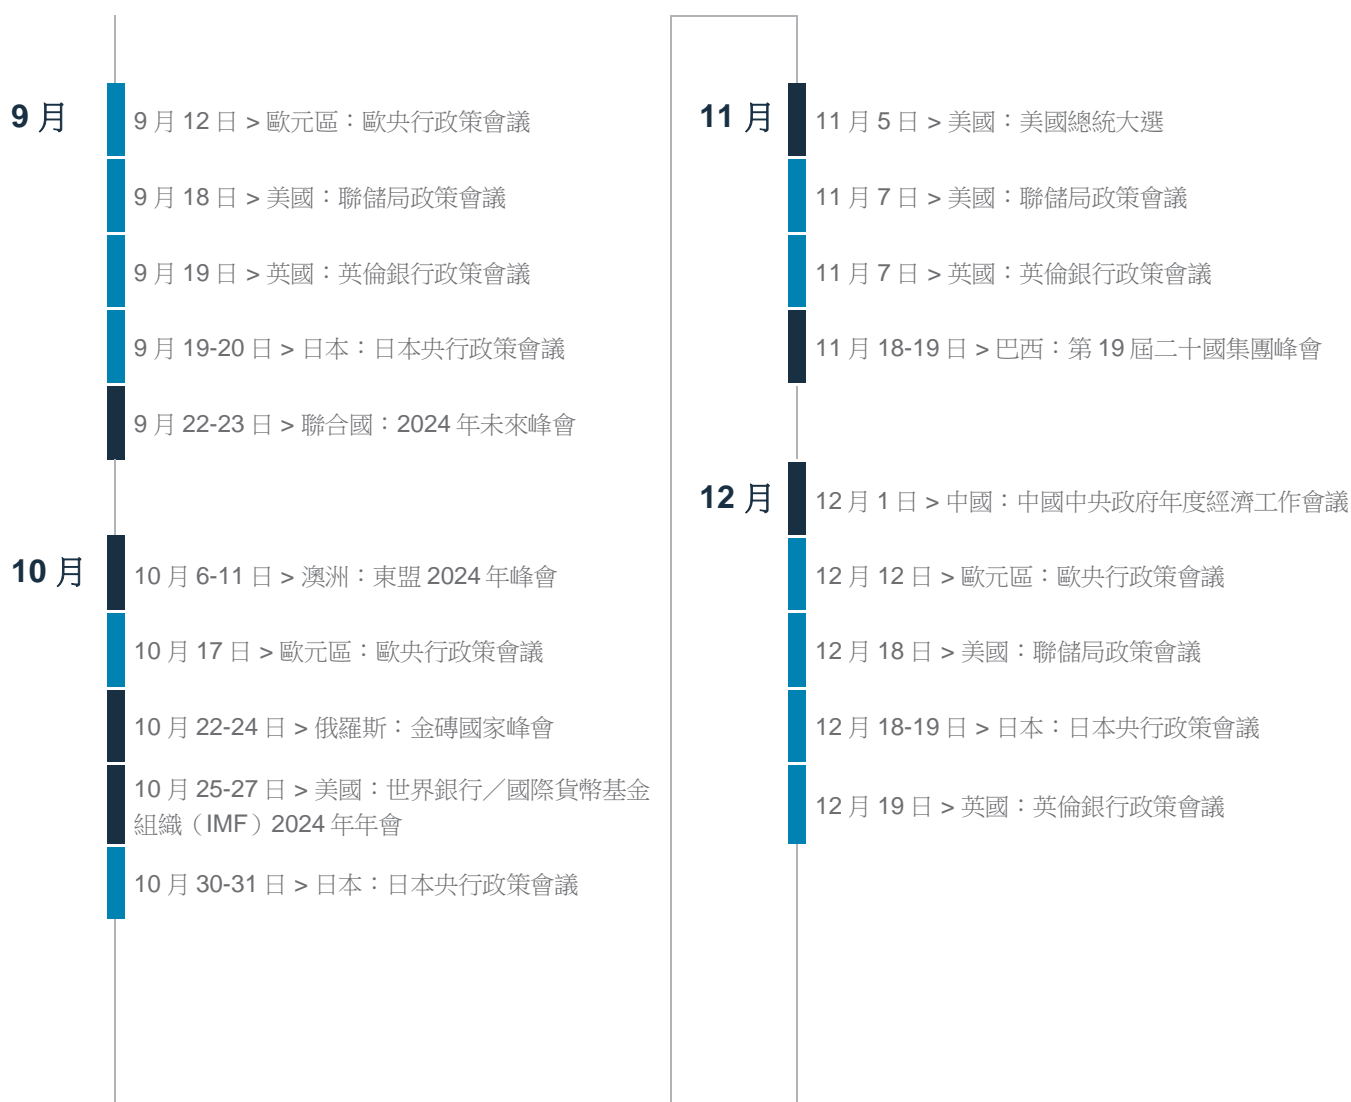 9 月
9 月 12 日 > 歐元區：歐央行政策會議
9 月 18 日 > 美國：聯儲局政策會議
9 月 19 日 > 英國：英倫銀行政策會議
9 月 19-20 日 > 日本：日本央行政策會議
9 月 22-23 日 > 聯合國：2024 年未來峰會
10 月
10 月 6-11 日 > 澳洲：東盟 2024 年峰會
10 月 17 日 > 歐元區：歐央行政策會議
10 月 22-24 日 > 俄羅斯：金磚國家峰會
10 月 25-27 日 > 美國：世界銀行／國際貨幣基金
組織（IMF）2024 年年會
10 月 30-31 日 > 日本：日本央行政策會議
11 月
11 月 5 日 > 美國：美國總統大選
11 月 7 日 > 美國：聯儲局政策會議
11 月 7 日 > 英國：英倫銀行政策會議
11 月 18-19 日 > 巴西：第 19 屆二十國集團峰會
12 月
12 月 1 日 > 中國：中國中央政府年度經濟工作會議
12 月 12 日 > 歐元區：歐央行政策會議
12 月 18 日 > 美國：聯儲局政策會議
12 月 18-19 日 > 日本：日本央行政策會議
12 月 19 日 > 英國：英倫銀行政策會議